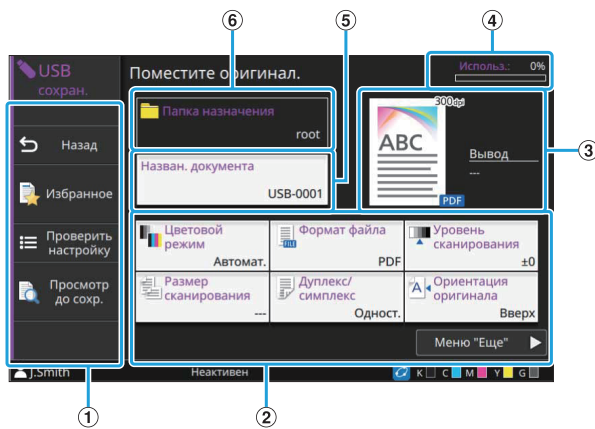 ⑥
⑤
④
USB
сохран.
Поместите оригинал.
Использ.: 0%
Папка назначения
root
300dpi
ABC
PDF
Вывод
---
③
Назад
Назван. документа
USB-0001
Избранное
Проверить
настройку
Просмотр
до сохр.
Цветовой
режим
Автомат.
Формат файла
PDF
Уровень
сканирования
±0
Размер
сканирования
---
Дуплекс/
симплекс
Одност.
A
Ориентация
оригинала
Вверх
Меню "Еще"
J.Smith
Неактивен
K C M Y G
①
②